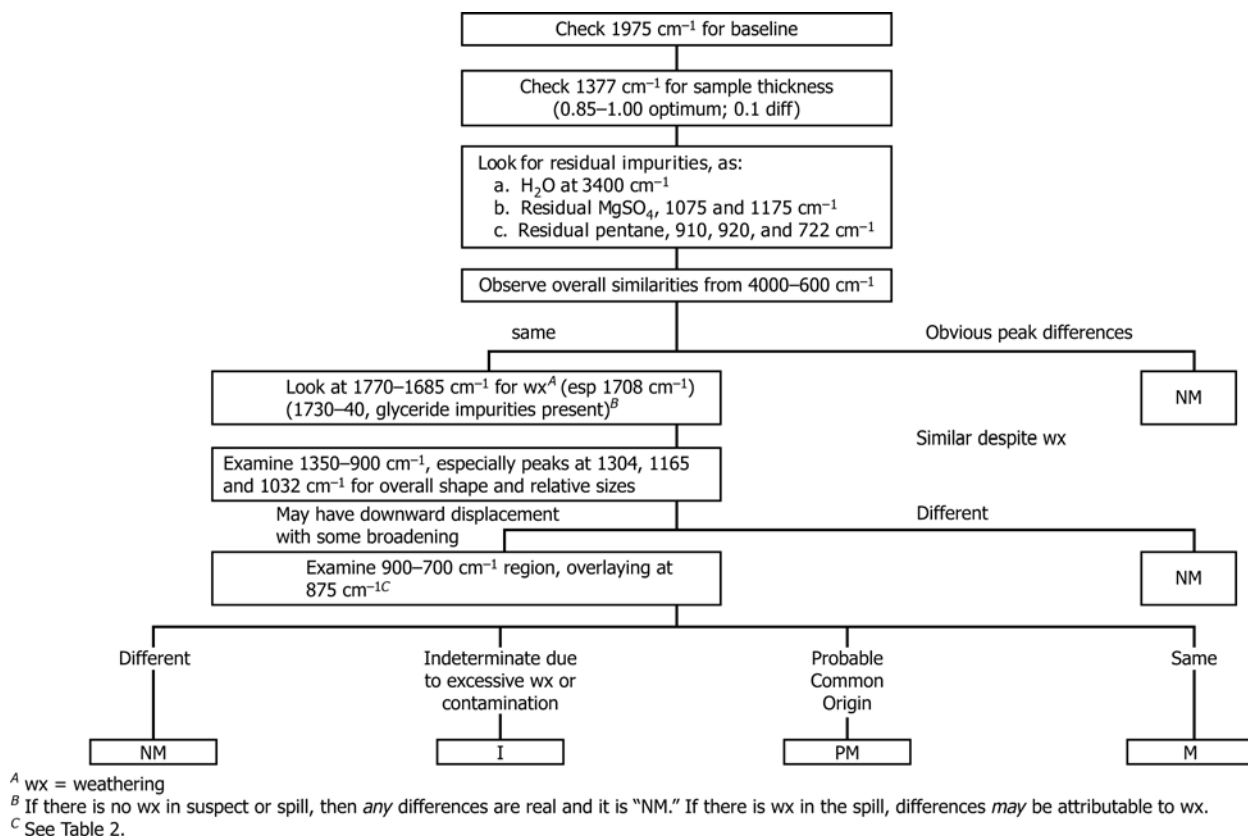 Check 1975 cm⁻¹ for baseline
Check 1377 cm⁻¹ for sample thickness
(0.85–1.00 optimum; 0.1 diff)
Look for residual impurities, as:
a. H₂O at 3400 cm⁻¹
b. Residual MgSO₄, 1075 and 1175 cm⁻¹
c. Residual pentane, 910, 920, and 722 cm⁻¹
Observe overall similarities from 4000–600 cm⁻¹
same
Obvious peak differences
Look at 1770–1685 cm⁻¹ for wxᴬ (esp 1708 cm⁻¹)
(1730–40, glyceride impurities present)ᴮ
NM
Similar despite wx
Examine 1350–900 cm⁻¹, especially peaks at 1304, 1165
and 1032 cm⁻¹ for overall shape and relative sizes
May have downward displacement
with some broadening
Different
Examine 900–700 cm⁻¹ region, overlaying at
875 cm⁻¹ᶜ
NM
Different
Indeterminate due
to excessive wx or
contamination
Probable
Common
Origin
Same
NM
I
PM
M
ᴬ wx = weathering
ᴮ If there is no wx in suspect or spill, then any differences are real and it is “NM.” If there is wx in the spill, differences may be attributable to wx.
ᶜ See Table 2.